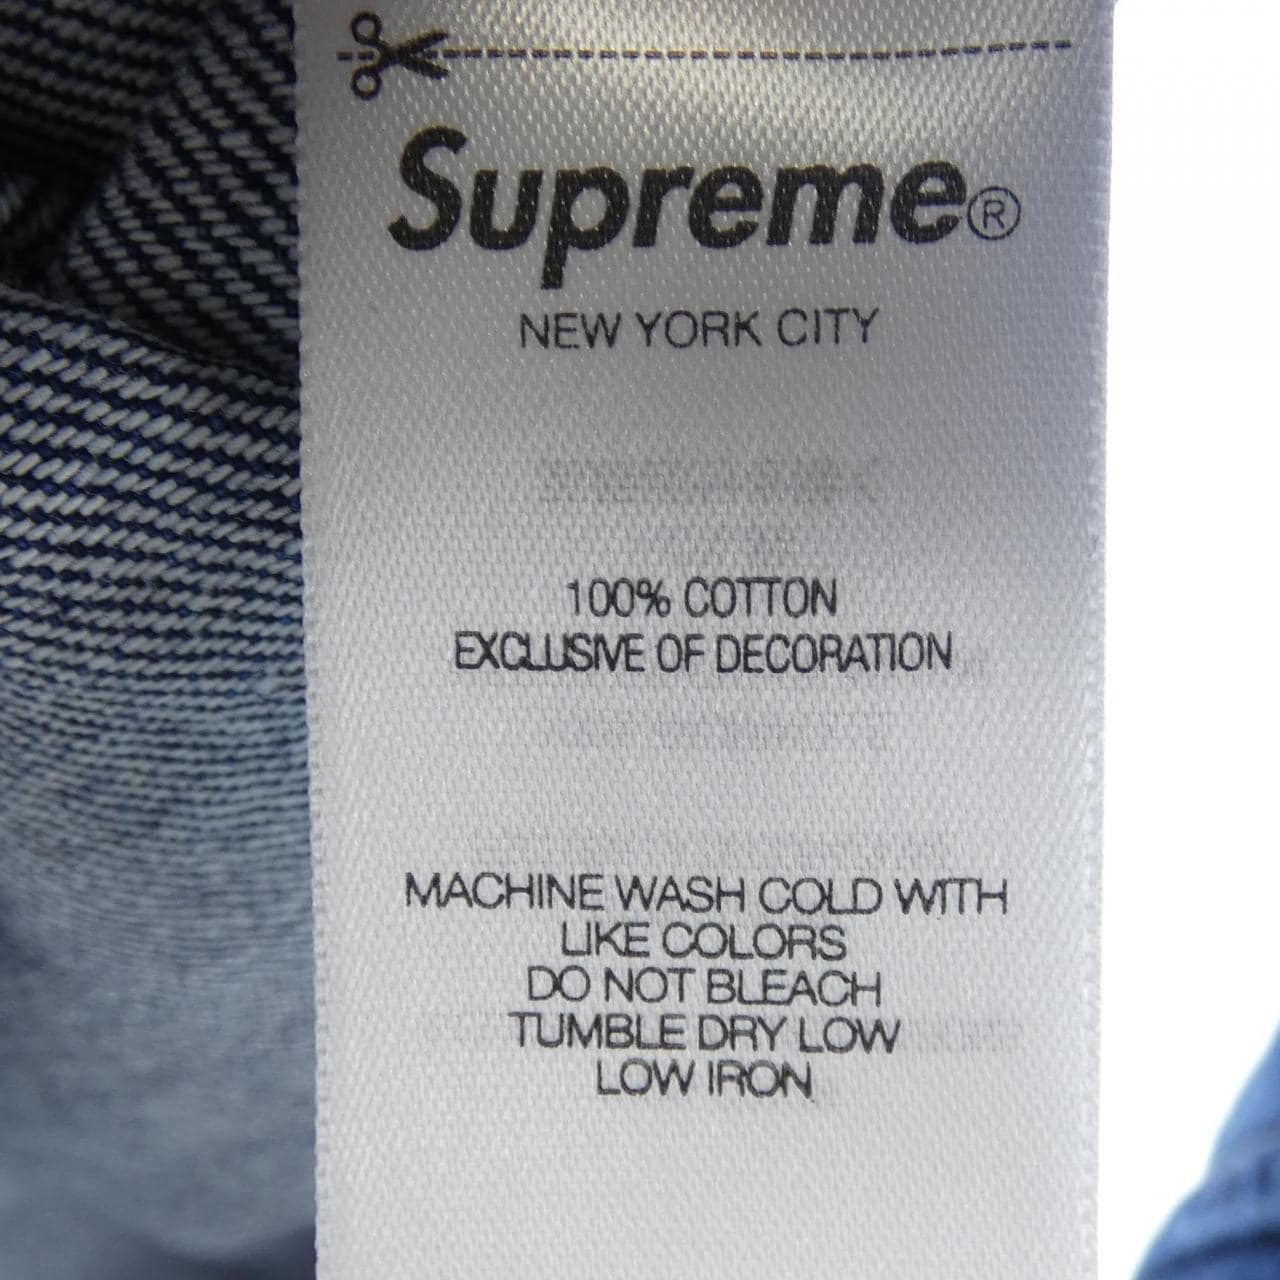 Supreme®
NEW YORK CITY
100% COTTON
EXCLUSIVE OF DECORATION
MACHINE WASH COLD WITH
LIKE COLORS
DO NOT BLEACH
TUMBLE DRY LOW
LOW IRON